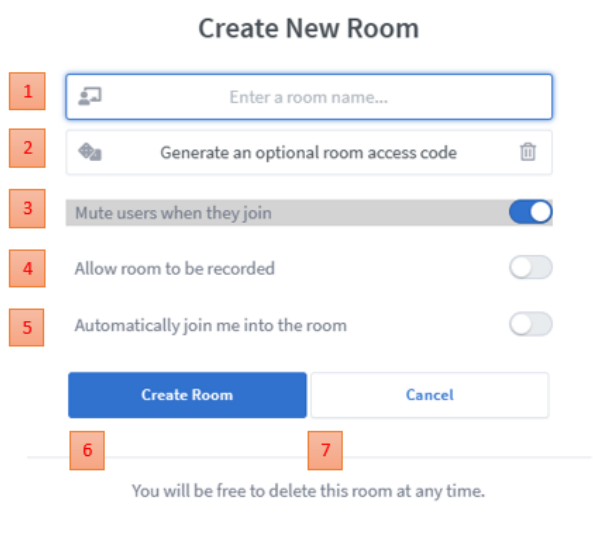 Create New Room
1
Enter a room name...
2
Generate an optional room access code
3
Mute users when they join
4
Allow room to be recorded
5
Automatically join me into the room
Create Room Cancel
6 7
You will be free to delete this room at any time.